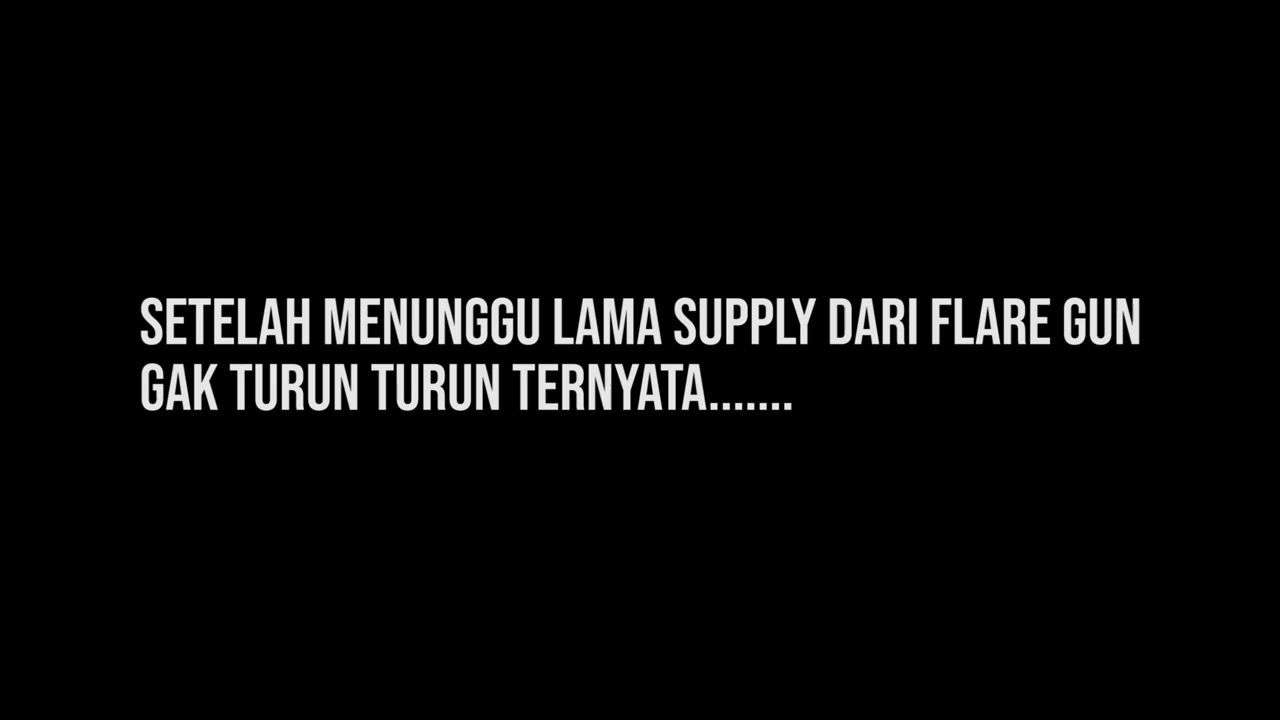 SETELAH MENUNGGU LAMA SUPPLY DARI FLARE GUN
GAK TURUN TURUN TERNYATA.......